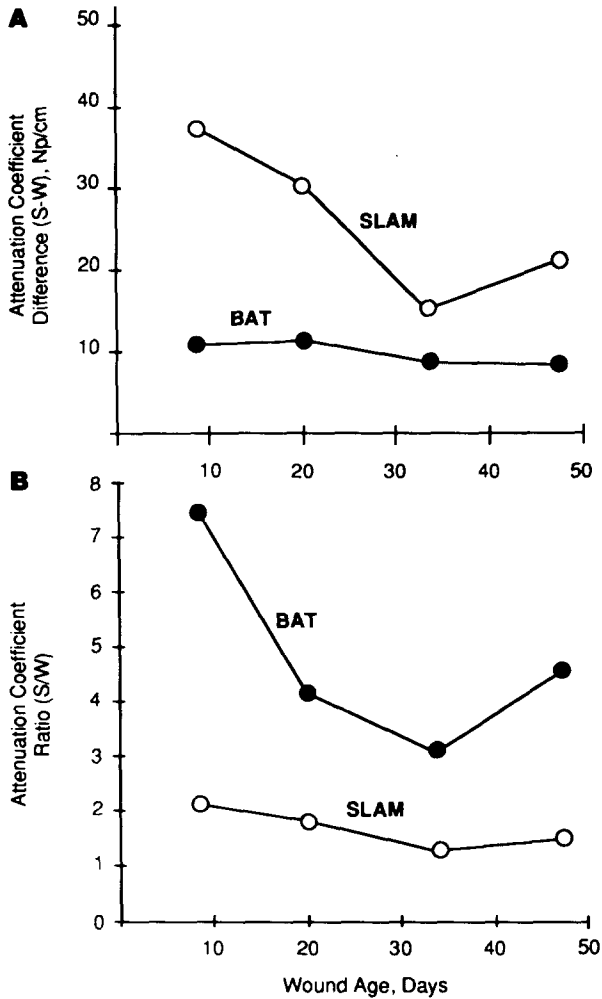 A
Attenuation Coefficient
Difference (S-W), Np/cm
50
40
30
20
10
SLAM
BAT
10 20 30 40 50
B
Attenuation Coefficient
Ratio (S/W)
8
7
6
5
4
3
2
1
0
BAT
SLAM
10 20 30 40 50
Wound Age, Days